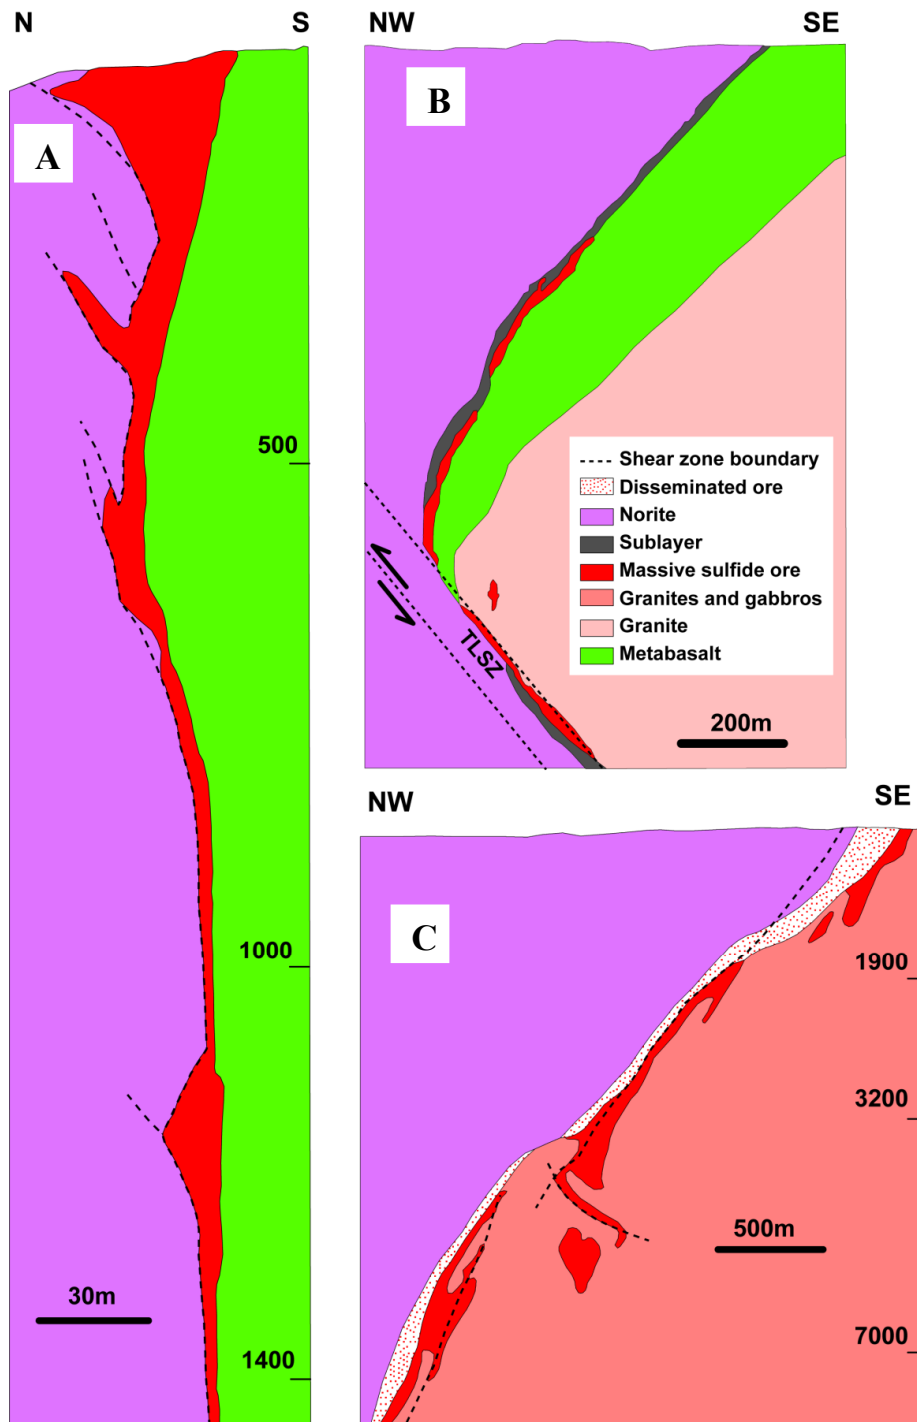 N
S
A
500
1000
1400
30m
NW
SE
B
Shear zone boundary
Disseminated ore
Norite
Sublayer
Massive sulfide ore
Granites and gabbros
Granite
Metabasalt
TLSZ
200m
NW
SE
C
1900
3200
500m
7000